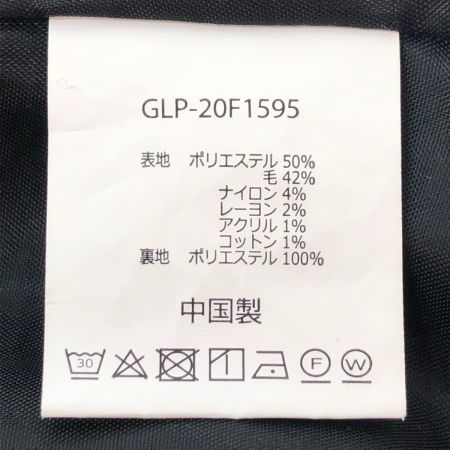 GLP-20F1595
表地 ポリエステル 50%
毛 42%
ナイロン 4%
レーヨン 2%
アクリル 1%
コットン 1%
裏地 ポリエステル 100%
中国製
30 F W